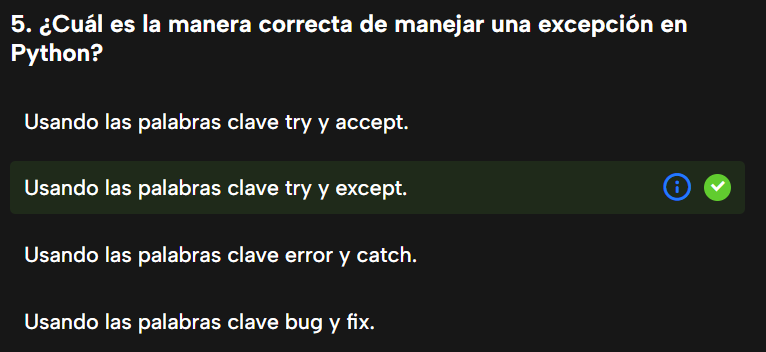 5. ¿Cuál es la manera correcta de manejar una excepción en
Python?
Usando las palabras clave try y accept.
Usando las palabras clave try y except.
Usando las palabras clave error y catch.
Usando las palabras clave bug y fix.